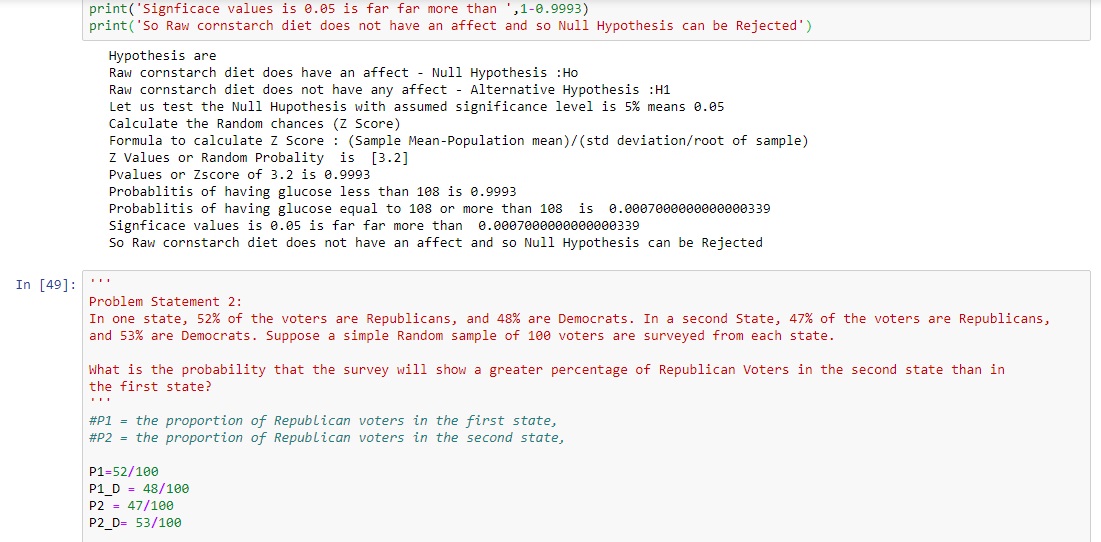 print('Signficace values is 0.05 is far far more than ',1-0.9993)
print('So Raw cornstarch diet does not have an affect and so Null Hypothesis can be Rejected')
Hypothesis are
Raw cornstarch diet does have an affect - Null Hypothesis :Ho
Raw cornstarch diet does not have any affect - Alternative Hypothesis :H1
Let us test the Null Hupothesis with assumed significance level is 5% means 0.05
Calculate the Random chances (Z Score)
Formula to calculate Z Score : (Sample Mean-Population mean)/(std deviation/root of sample)
Z Values or Random Probality  is  [3.2]
Pvalues or Zscore of 3.2 is 0.9993
Probablitis of having glucose less than 108 is 0.9993
Probablitis of having glucose equal to 108 or more than 108  is  0.0007000000000000339
Signficace values is 0.05 is far far more than  0.0007000000000000339
So Raw cornstarch diet does not have an affect and so Null Hypothesis can be Rejected
In [49]: '''
Problem Statement 2:
In one state, 52% of the voters are Republicans, and 48% are Democrats. In a second State, 47% of the voters are Republicans,
and 53% are Democrats. Suppose a simple Random sample of 100 voters are surveyed from each state.
What is the probability that the survey will show a greater percentage of Republican Voters in the second state than in
the first state?
'''
#P1 = the proportion of Republican voters in the first state,
#P2 = the proportion of Republican voters in the second state,
P1=52/100
P1_D = 48/100
P2 = 47/100
P2_D= 53/100